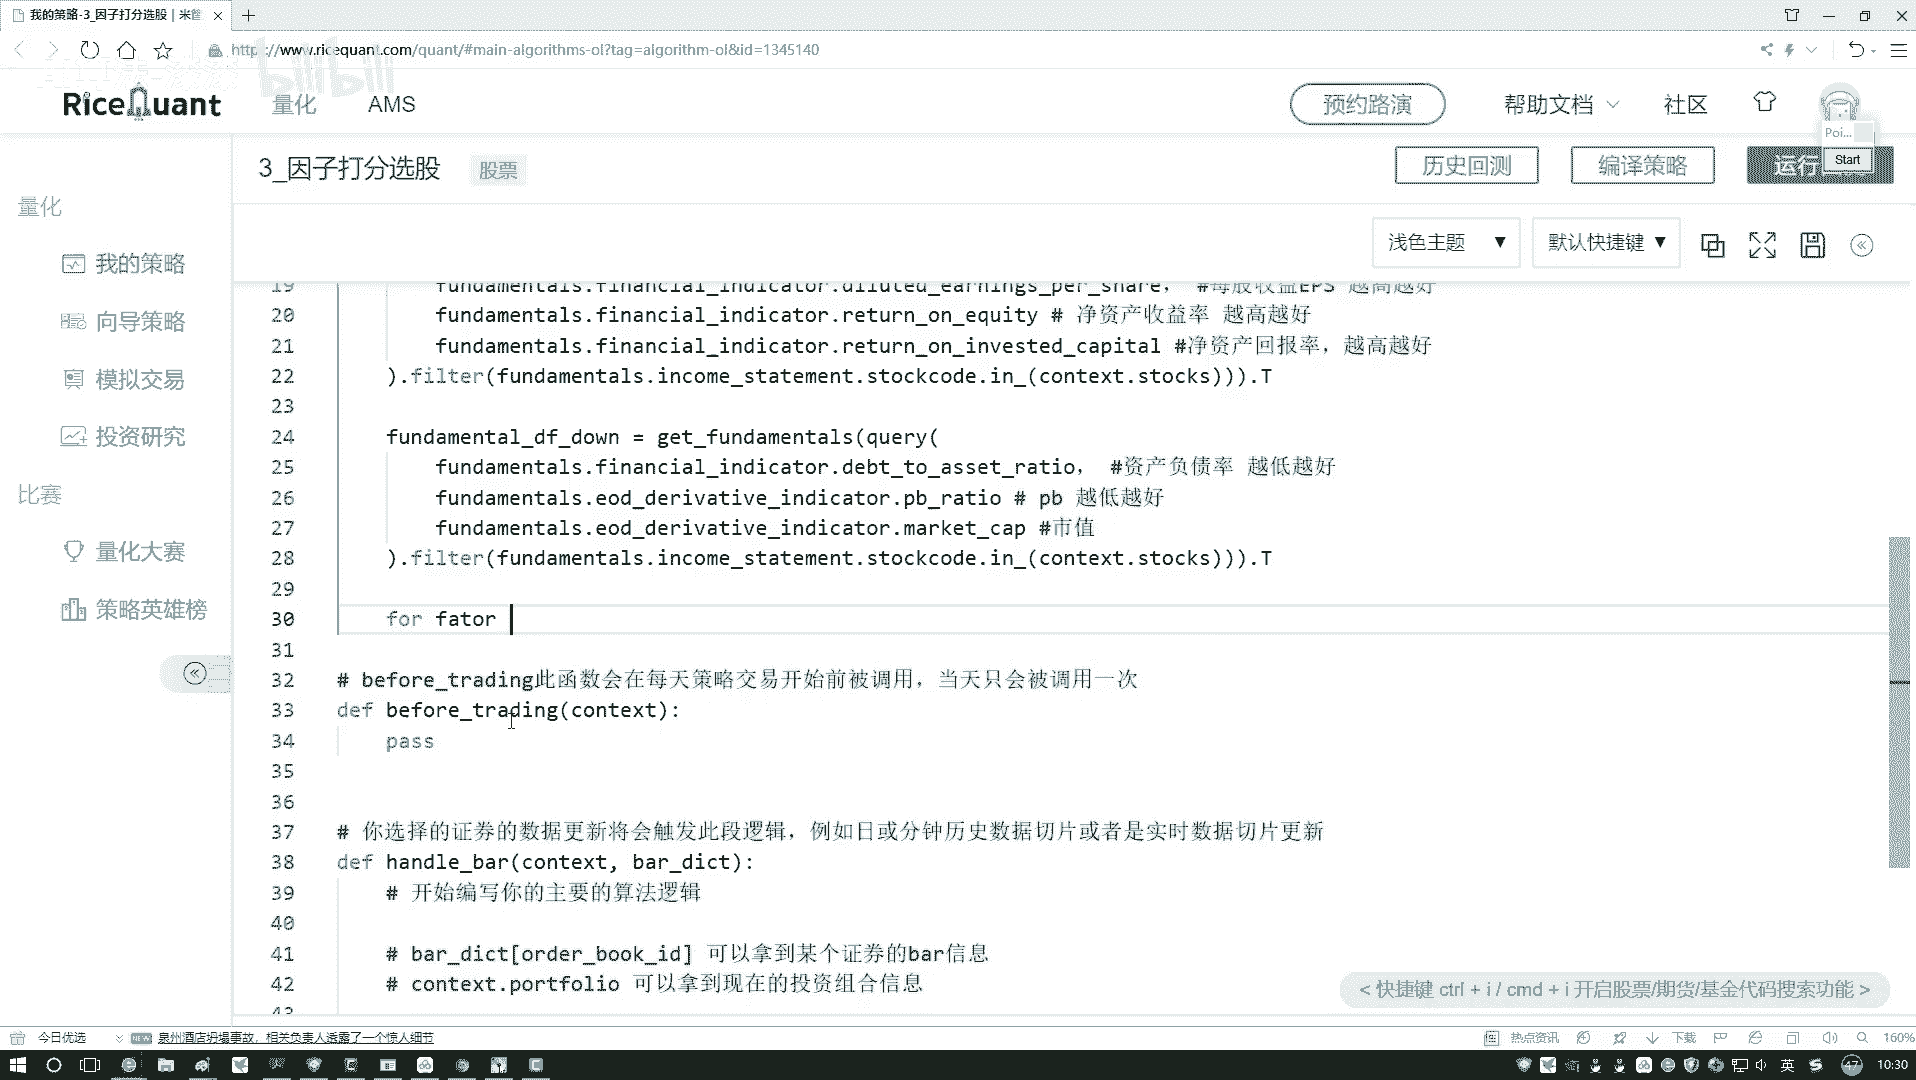 我的策略-3_因子打分选股 | 米筐
http://www.ricequant.com/quant/#main-algorithms-ol?tag=algorithm-ol&id=1345140
bilibili
RiceQuant
量化
AMS
预约路演
帮助文档
社区
Poi...
Start
3_因子打分选股
股票
历史回测
编译策略
运行
量化
我的策略
向导策略
模拟交易
投资研究
比赛
量化大赛
策略英雄榜
浅色主题 ▼
默认快捷键 ▼
19 fundamentals.financial_indicator.diluted_earnings_per_share, #每股收益EPS 越高越好
20 fundamentals.financial_indicator.return_on_equity # 净资产收益率 越高越好
21 fundamentals.financial_indicator.return_on_invested_capital #净资产回报率，越高越好
22 ).filter(fundamentals.income_statement.stockcode.in_(context.stocks))).T
23
24 fundamental_df_down = get_fundamentals(query(
25 fundamentals.financial_indicator.debt_to_asset_ratio, #资产负债率 越低越好
26 fundamentals.eod_derivative_indicator.pb_ratio # pb 越低越好
27 fundamentals.eod_derivative_indicator.market_cap #市值
28 ).filter(fundamentals.income_statement.stockcode.in_(context.stocks))).T
29
30 for fator
31
32 # before_trading此函数会在每天策略交易开始前被调用，当天只会被调用一次
33 def before_trading(context):
34 pass
35
36
37 # 你选择的证券的数据更新将会触发此段逻辑，例如日或分钟历史数据切片或者是实时数据切片更新
38 def handle_bar(context, bar_dict):
39 # 开始编写你的主要的算法逻辑
40
41 # bar_dict[order_book_id] 可以拿到某个证券的bar信息
42 # context.portfolio 可以拿到现在的投资组合信息
43
< 快捷键 ctrl + i / cmd + i 开启股票/期货/基金代码搜索功能 >
今日优选
NEW
泉州酒店坍塌事故，相关负责人透露了一个惊人细节
热点资讯
下载
160%
英
47
10:30